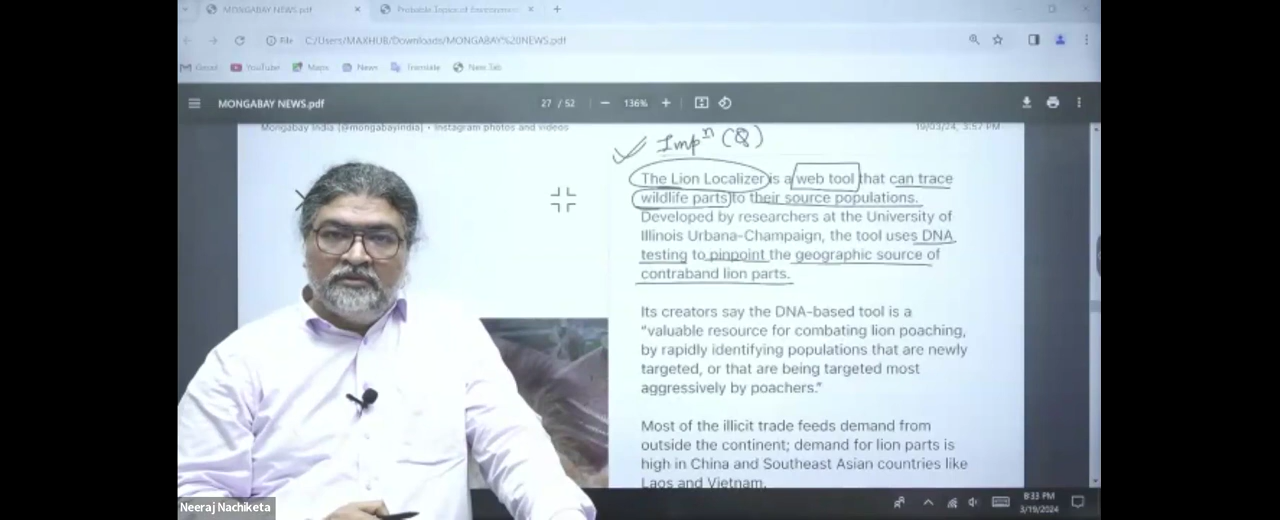 MONGABAY NEWS.pdf
Probable Topics of Environment
File C:/Users/MAXHUB/Downloads/MONGABAY%20NEWS.pdf
Gmail YouTube Maps News Translate New Tab
MONGABAY NEWS.pdf 27 / 52 136%
Mongabay India (@mongabayindia) • Instagram photos and videos 19/03/24, 3:57 PM
Impn (Q)
The Lion Localizer is a web tool that can trace
wildlife parts to their source populations.
Developed by researchers at the University of
Illinois Urbana-Champaign, the tool uses DNA
testing to pinpoint the geographic source of
contraband lion parts.
Its creators say the DNA-based tool is a
“valuable resource for combating lion poaching,
by rapidly identifying populations that are newly
targeted, or that are being targeted most
aggressively by poachers.”
Most of the illicit trade feeds demand from
outside the continent; demand for lion parts is
high in China and Southeast Asian countries like
Laos and Vietnam.
8:33 PM
3/19/2024
Neeraj Nachiketa